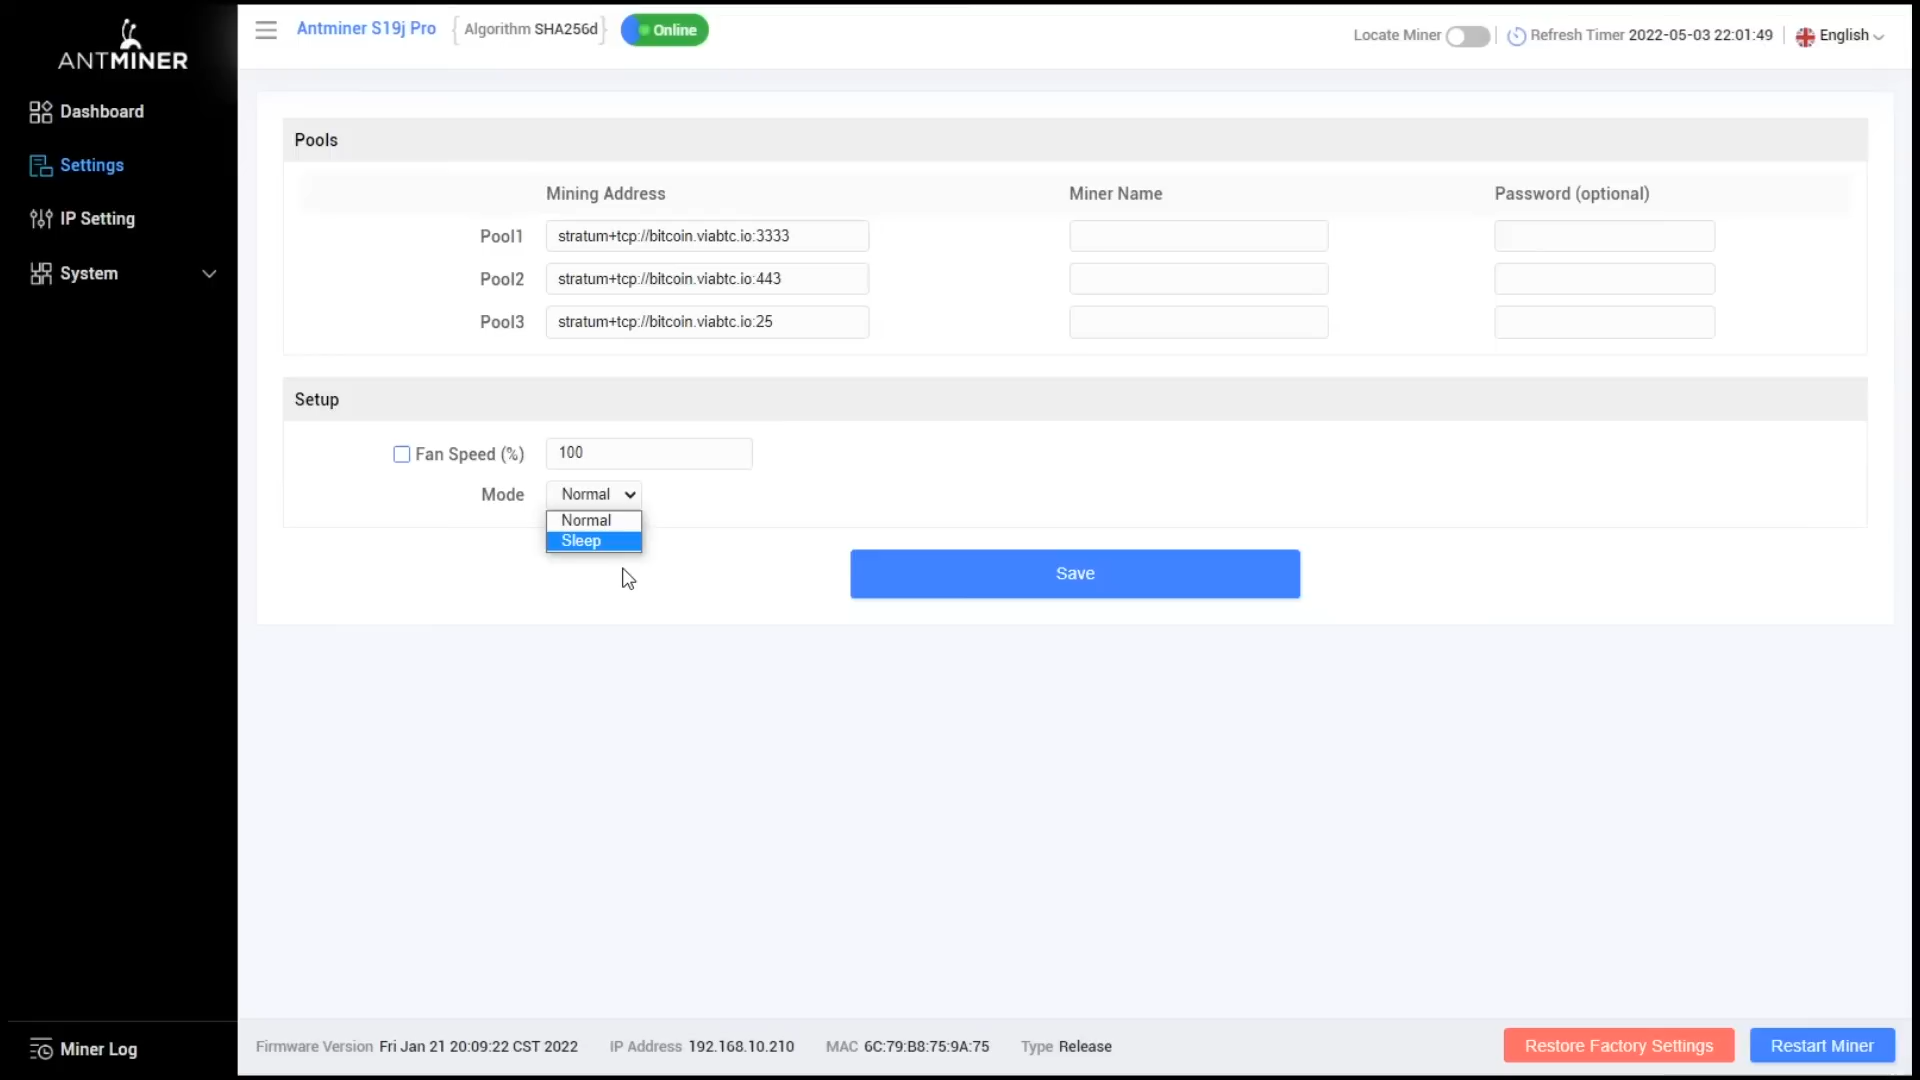 ANTMINER
Dashboard
Settings
IP Setting
System
Miner Log
Antminer S19j Pro
Algorithm SHA256d
Online
Locate Miner
Refresh Timer 2022-05-03 22:01:49
English
Pools
Mining Address Miner Name Password (optional)
Pool1 stratum+tcp://bitcoin.viabtc.io:3333
Pool2 stratum+tcp://bitcoin.viabtc.io:443
Pool3 stratum+tcp://bitcoin.viabtc.io:25
Setup
Fan Speed (%) 100
Mode Normal
Normal
Sleep
Save
Firmware Version Fri Jan 21 20:09:22 CST 2022 IP Address 192.168.10.210 MAC 6C:79:B8:75:9A:75 Type Release
Restore Factory Settings
Restart Miner